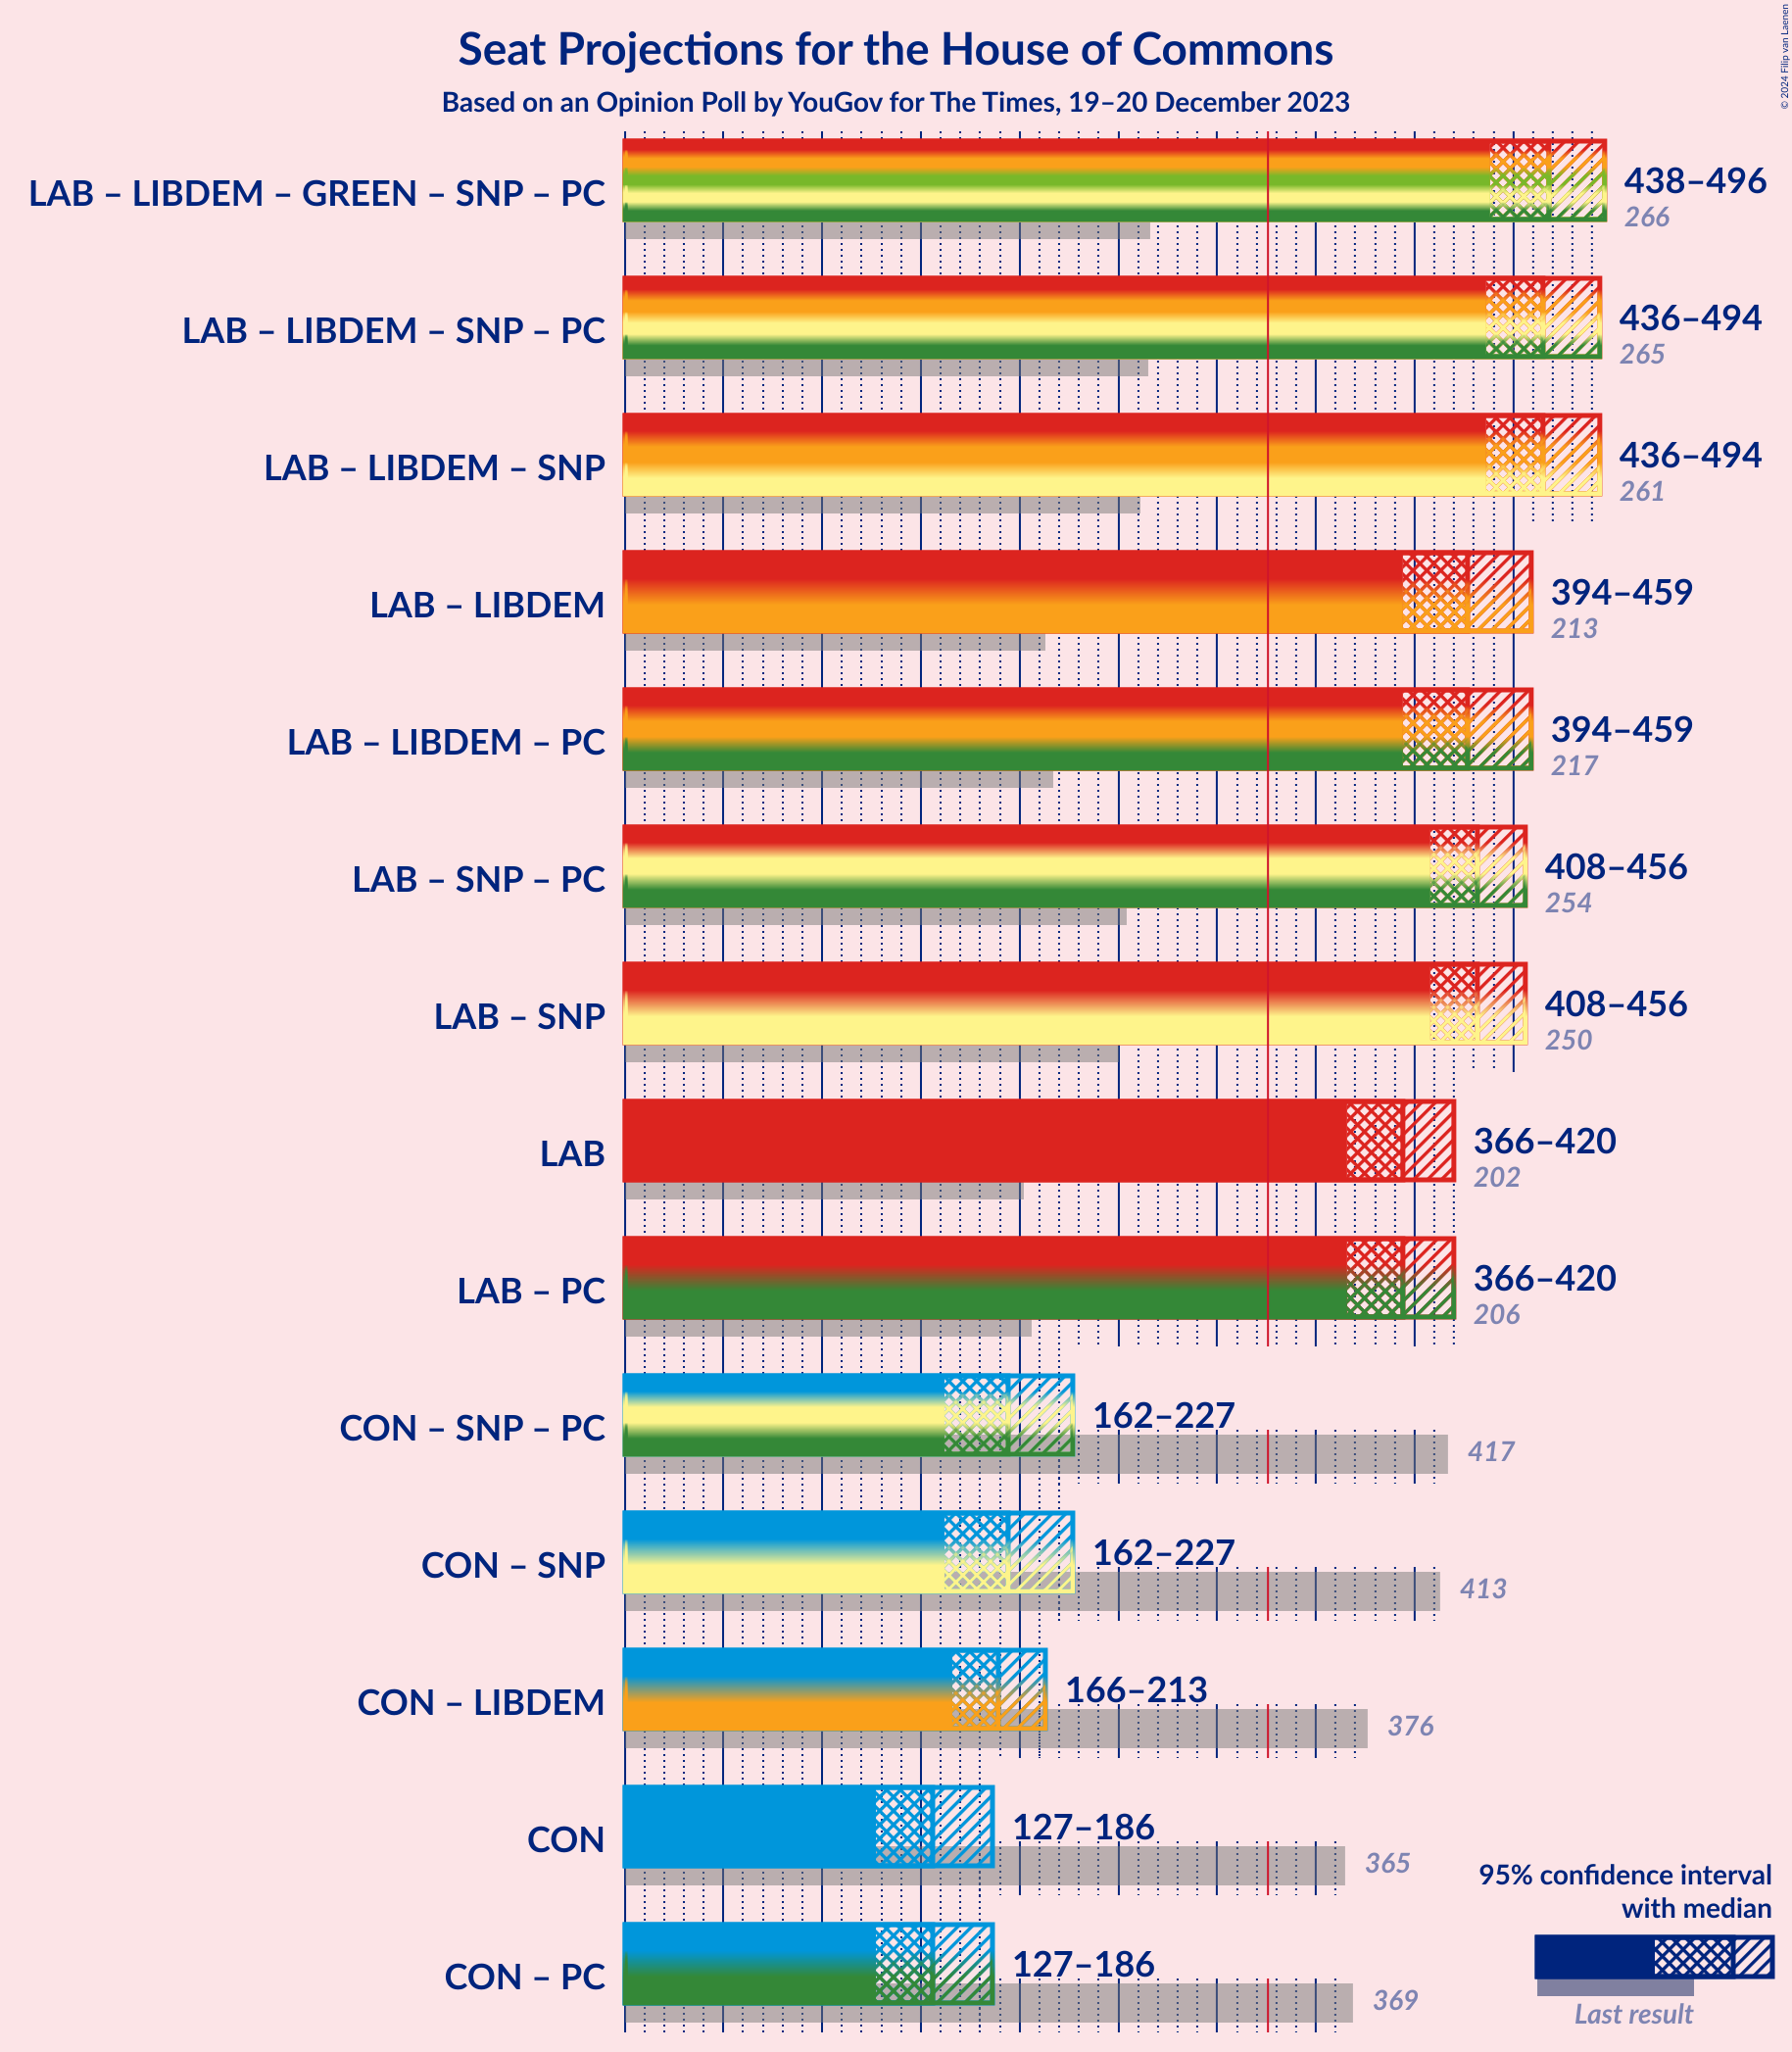 Seat Projections for the House of Commons
Based on an Opinion Poll by YouGov for The Times, 19–20 December 2023
© 2024 Filip van Laenen
LAB – LIBDEM – GREEN – SNP – PC
438–496
266
LAB – LIBDEM – SNP – PC
436–494
265
LAB – LIBDEM – SNP
436–494
261
LAB – LIBDEM
394–459
213
LAB – LIBDEM – PC
394–459
217
LAB – SNP – PC
408–456
254
LAB – SNP
408–456
250
LAB
366–420
202
LAB – PC
366–420
206
CON – SNP – PC
162–227
417
CON – SNP
162–227
413
CON – LIBDEM
166–213
376
CON
127–186
365
CON – PC
127–186
369
95% confidence interval
with median
Last result